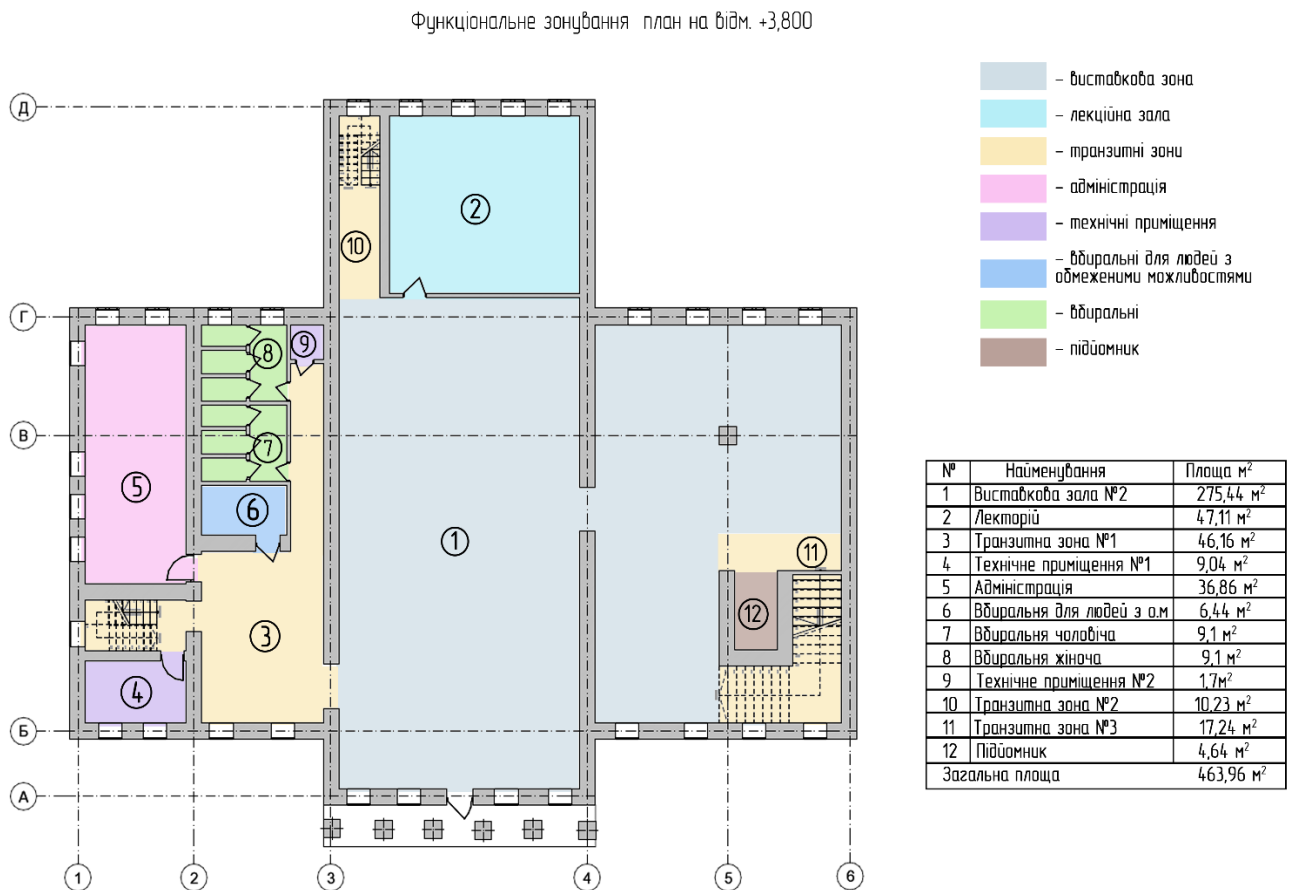 Функціональне зонування план на відм. +3,800
– виставкова зона
– лекційна зала
– транзитні зони
– адміністрація
– технічні приміщення
– вбиральні для людей з
обмеженими можливостями
– вбиральні
– підйомник
Д
Г
В
Б
А
2
10
9
8
7
5
6
1
11
12
3
4
1 2 3 4 5 6
№ Найменування Площа м²
1 Виставкова зала №2 275,44 м²
2 Лекторій 47,11 м²
3 Транзитна зона №1 46,16 м²
4 Технічне приміщення №1 9,04 м²
5 Адміністрація 36,86 м²
6 Вбиральня для людей з о.м 6,44 м²
7 Вбиральня чоловіча 9,1 м²
8 Вбиральня жіноча 9,1 м²
9 Технічне приміщення №2 1,7м²
10 Транзитна зона №2 10,23 м²
11 Транзитна зона №3 17,24 м²
12 Підйомник 4,64 м²
Загальна площа 463,96 м²